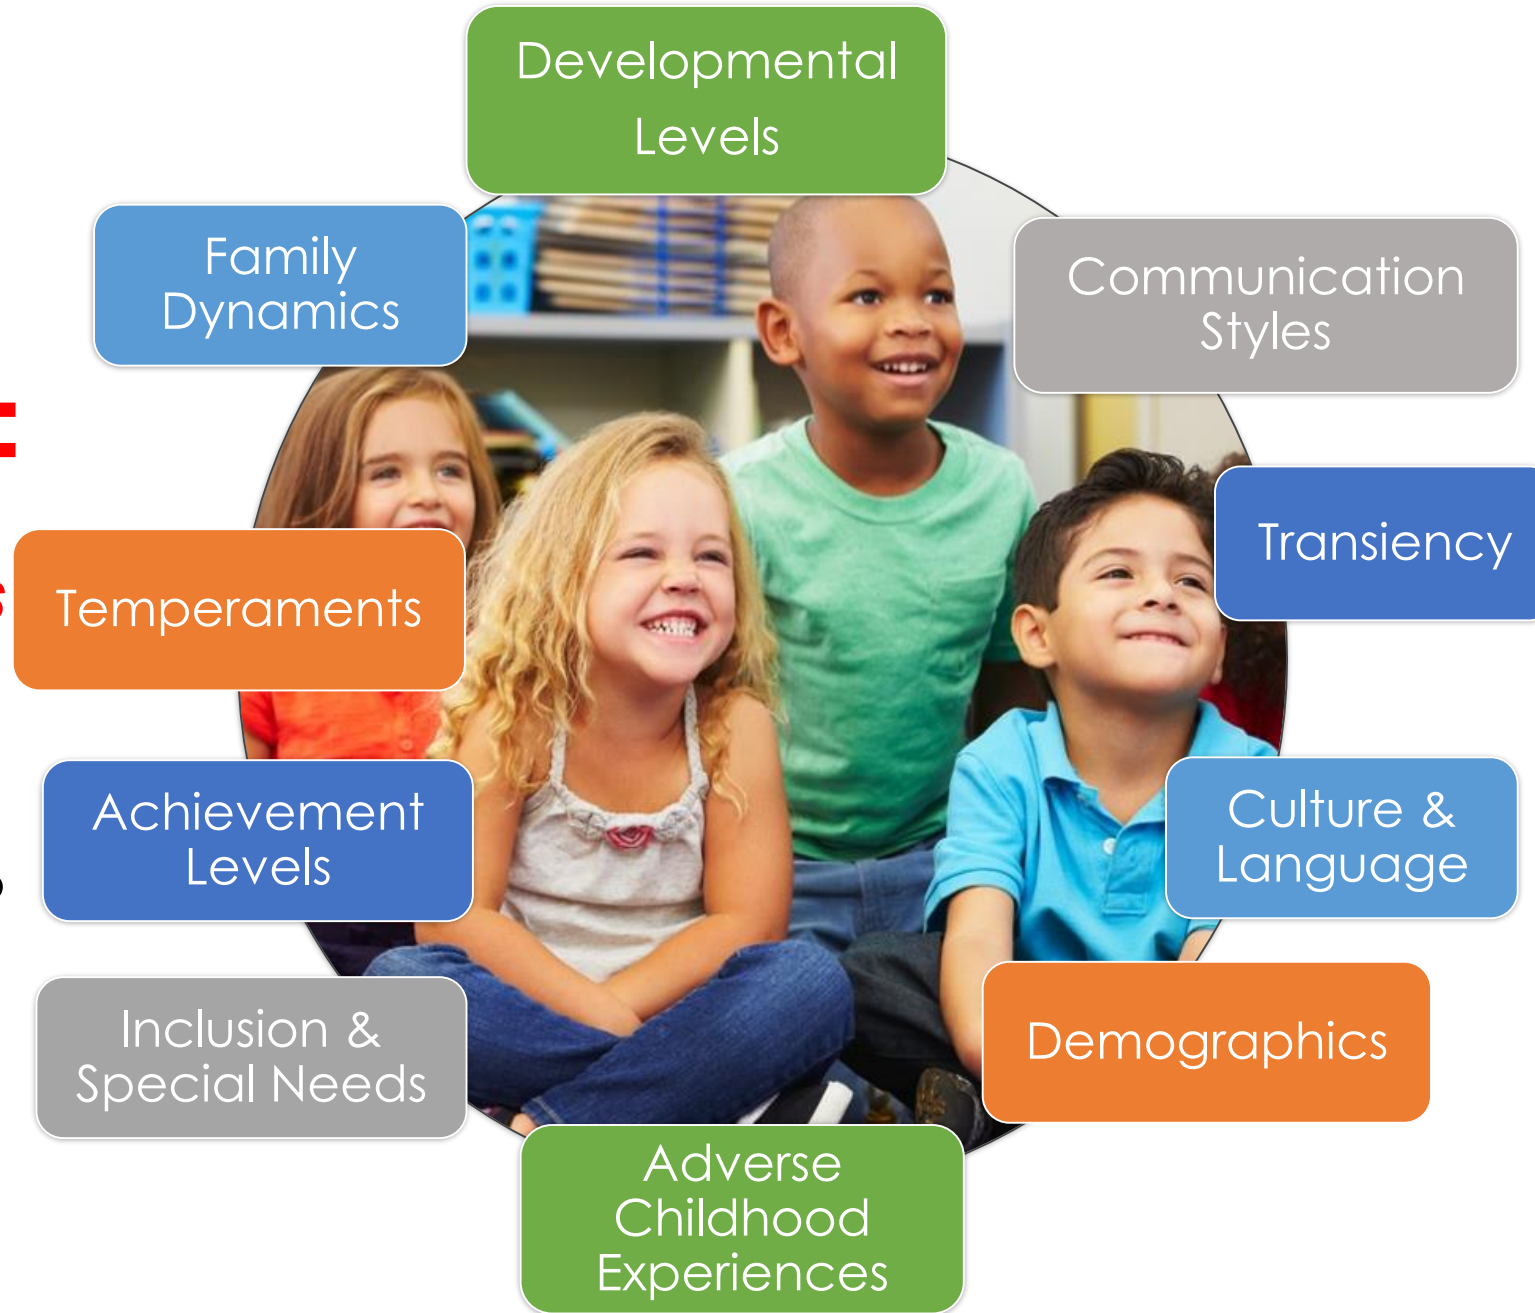 Developmental
Levels
Family
Dynamics
Communication
Styles
Transiency
Temperaments
Achievement
Levels
Culture &
Language
Inclusion &
Special Needs
Demographics
Adverse
Childhood
Experiences